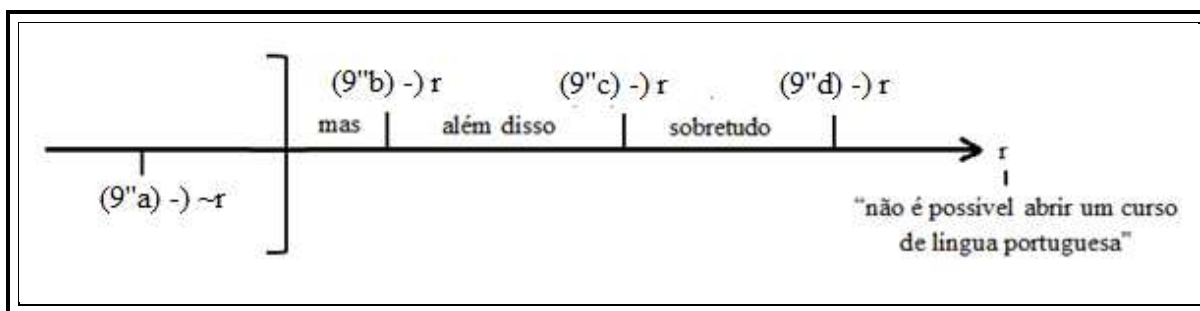 (9"b) -) r (9"c) -) r (9"d) -) r
mas além disso sobretudo
r
(9"a) -) ~r
“não é possivel abrir um curso
de lingua portuguesa”